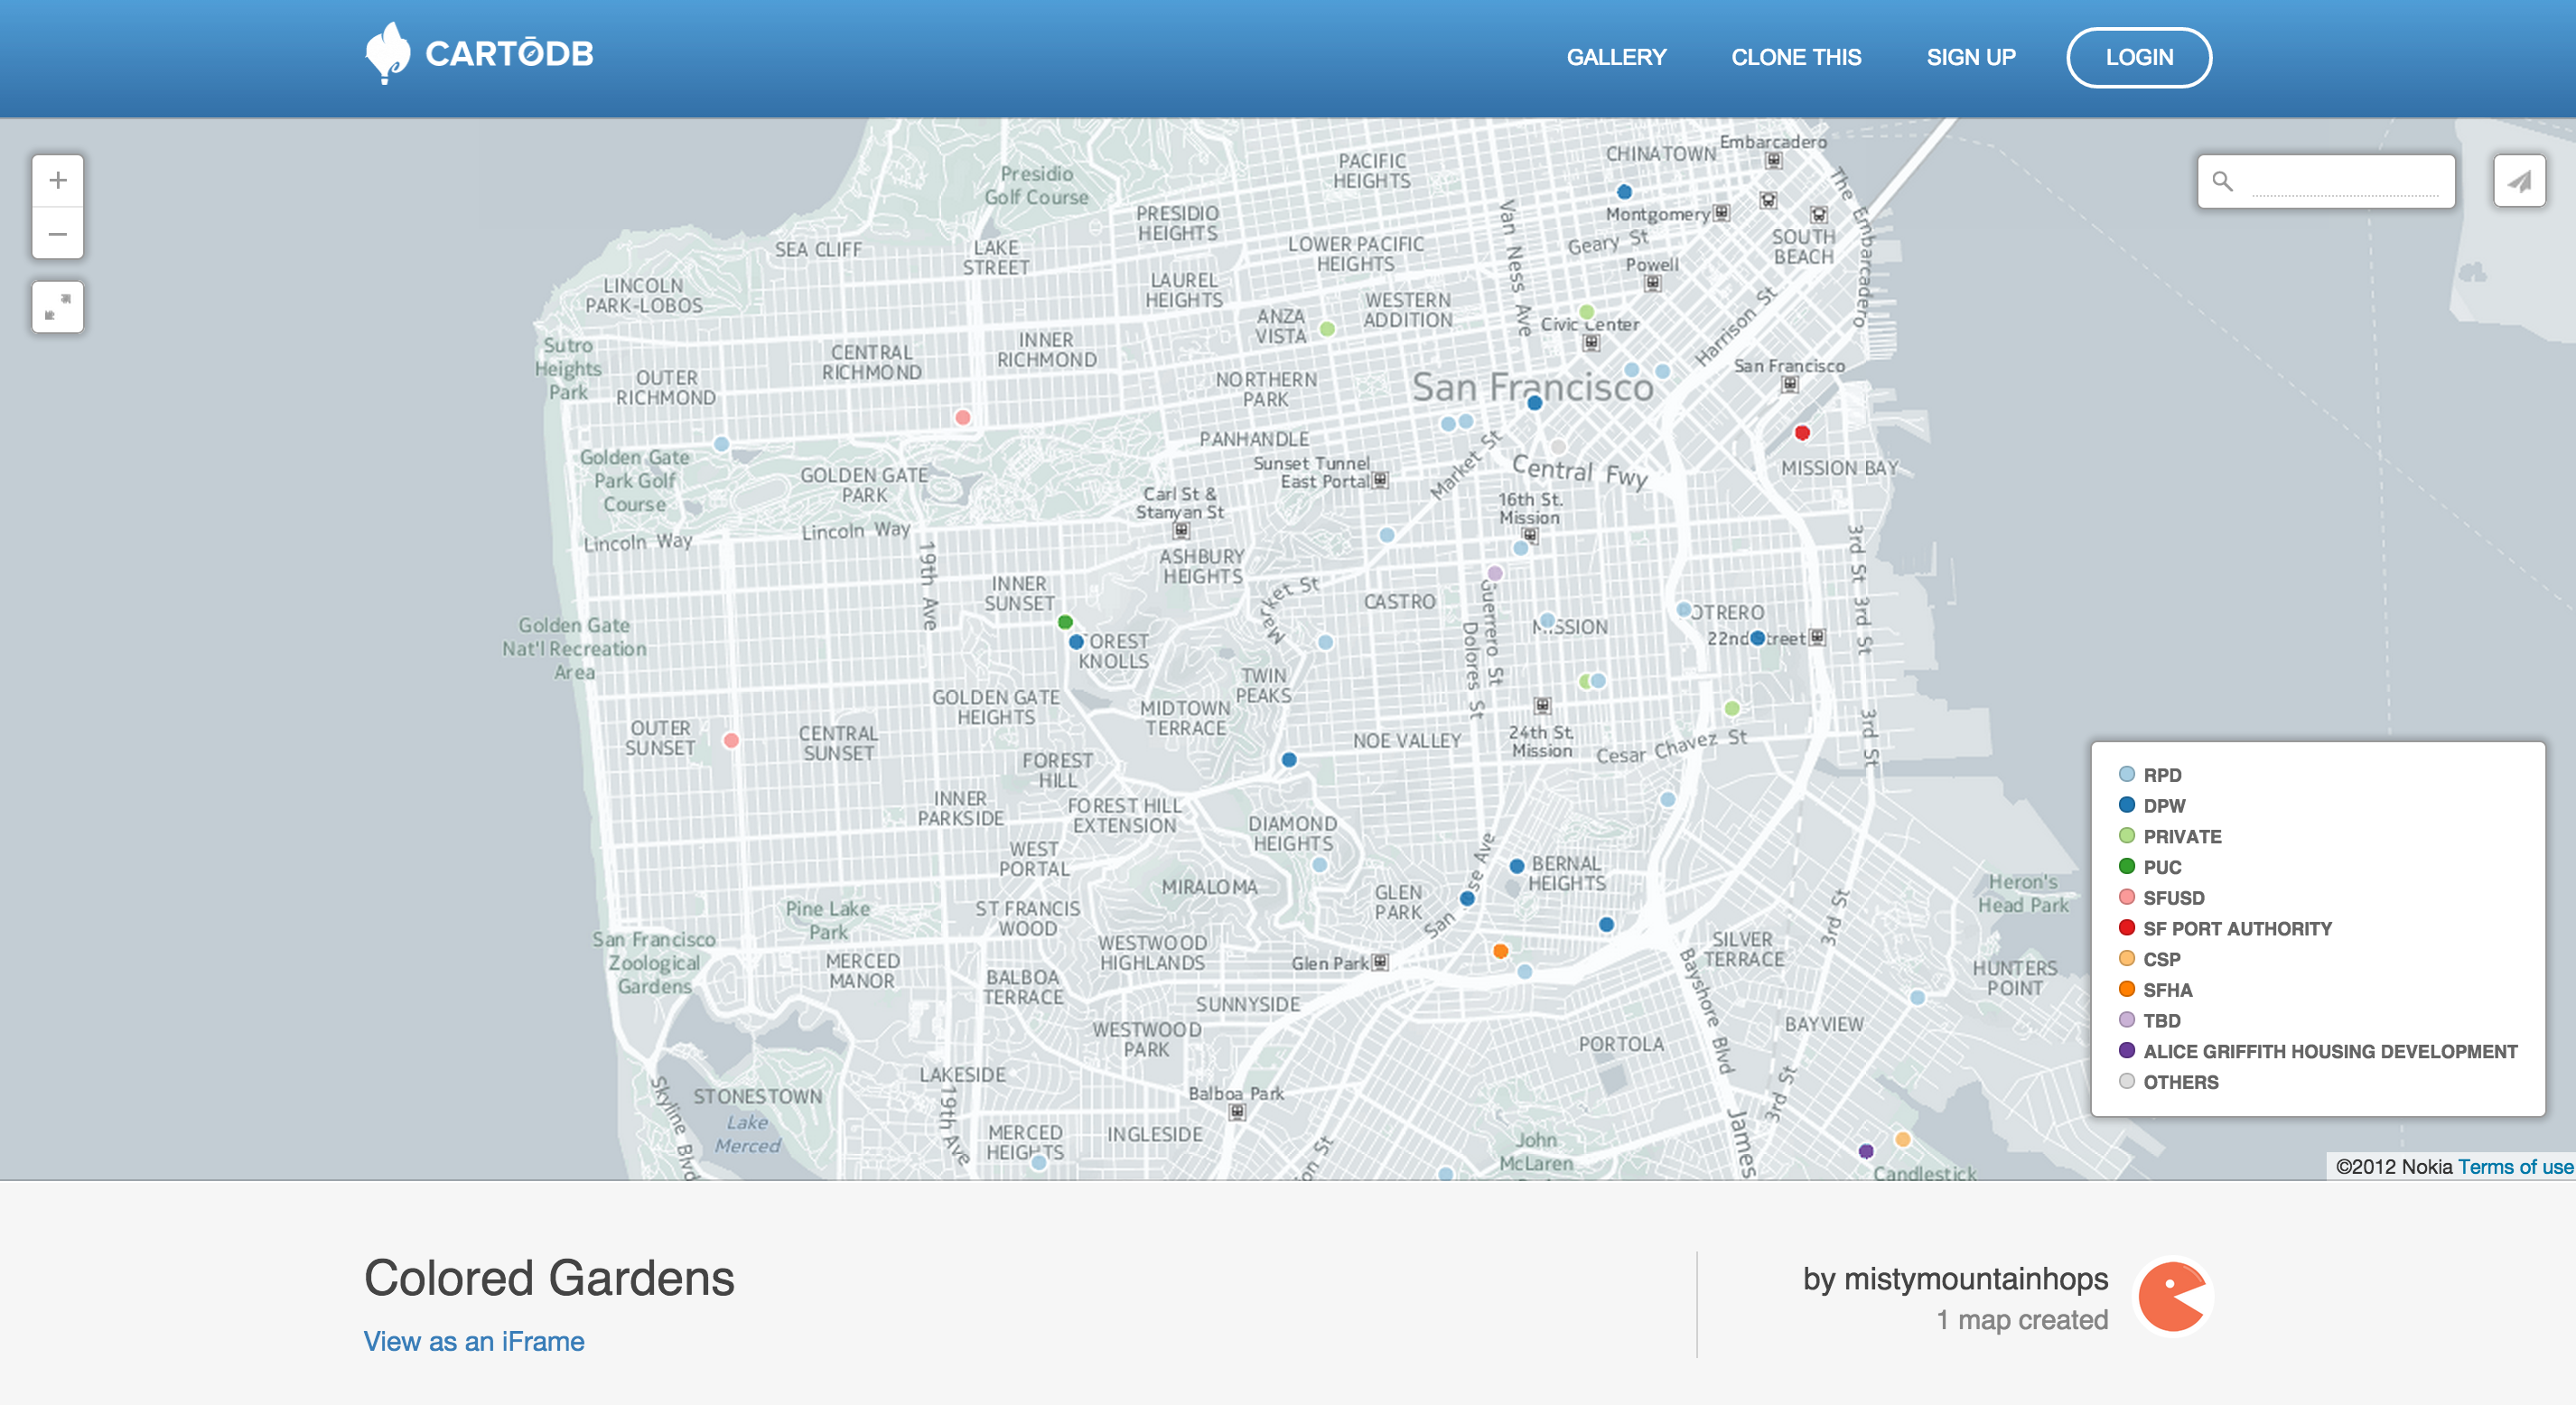 CARTODB
GALLERY
CLONE THIS
SIGN UP
LOGIN
Embarcadero
CHINATOWN
PACIFIC
HEIGHTS
Presidio
Golf Course
The Embarcadero
Montgomery
PRESIDIO
HEIGHTS
Van Ness Ave
Geary St
SOUTH
BEACH
SEA CLIFF
LAKE
STREET
LOWER PACIFIC
HEIGHTS
Powell
LINCOLN
PARK-LOBOS
LAUREL
HEIGHTS
WESTERN
ADDITION
Harrison St
ANZA
VISTA
Civic Center
Sutro
Heights
Park
CENTRAL
RICHMOND
INNER
RICHMOND
San Francisco
OUTER
RICHMOND
NORTHERN
PARK
San Francisco
PANHANDLE
Golden Gate
Park Golf
Course
GOLDEN GATE
PARK
Sunset Tunnel
East Portal
Market St
Central Fwy
MISSION BAY
Carl St &
Stanyan St
16th St.
Mission
Lincoln Way
Lincoln Way
19th Ave
ASHBURY
HEIGHTS
3rd St
3rd St
INNER
SUNSET
Market St
CASTRO
Guerrero St
Dolores St
MISSION
OTRERO
22nd Street
Golden Gate
Nat'l Recreation
Area
FOREST
KNOLLS
TWIN
PEAKS
GOLDEN GATE
HEIGHTS
MIDTOWN
TERRACE
3rd St
OUTER
SUNSET
CENTRAL
SUNSET
NOE VALLEY
24th St.
Mission
Cesar Chavez St
FOREST
HILL
INNER
PARKSIDE
FOREST HILL
EXTENSION
DIAMOND
HEIGHTS
WEST
PORTAL
BERNAL
HEIGHTS
MIRALOMA
GLEN
PARK
San
se Ave
Heron's
Head Park
Pine Lake
Park
ST FRANCIS
WOOD
3rd St
San Francisco
Zoological
Gardens
WESTWOOD
HIGHLANDS
SILVER
TERRACE
MERCED
MANOR
BALBOA
TERRACE
Glen Park
Bayshore Blvd
HUNTERS
POINT
SUNNYSIDE
WESTWOOD
PARK
PORTOLA
BAYVIEW
LAKESIDE
STONESTOWN
Skyline Blvd
19th Ave
Balboa Park
3rd St
Lake
Merced
MERCED
HEIGHTS
INGLESIDE
on St
John
McLaren
James
Candlestick
RPD
DPW
PRIVATE
PUC
SFUSD
SF PORT AUTHORITY
CSP
SFHA
TBD
ALICE GRIFFITH HOUSING DEVELOPMENT
OTHERS
©2012 Nokia Terms of use
Colored Gardens
View as an iFrame
by mistymountainhops
1 map created